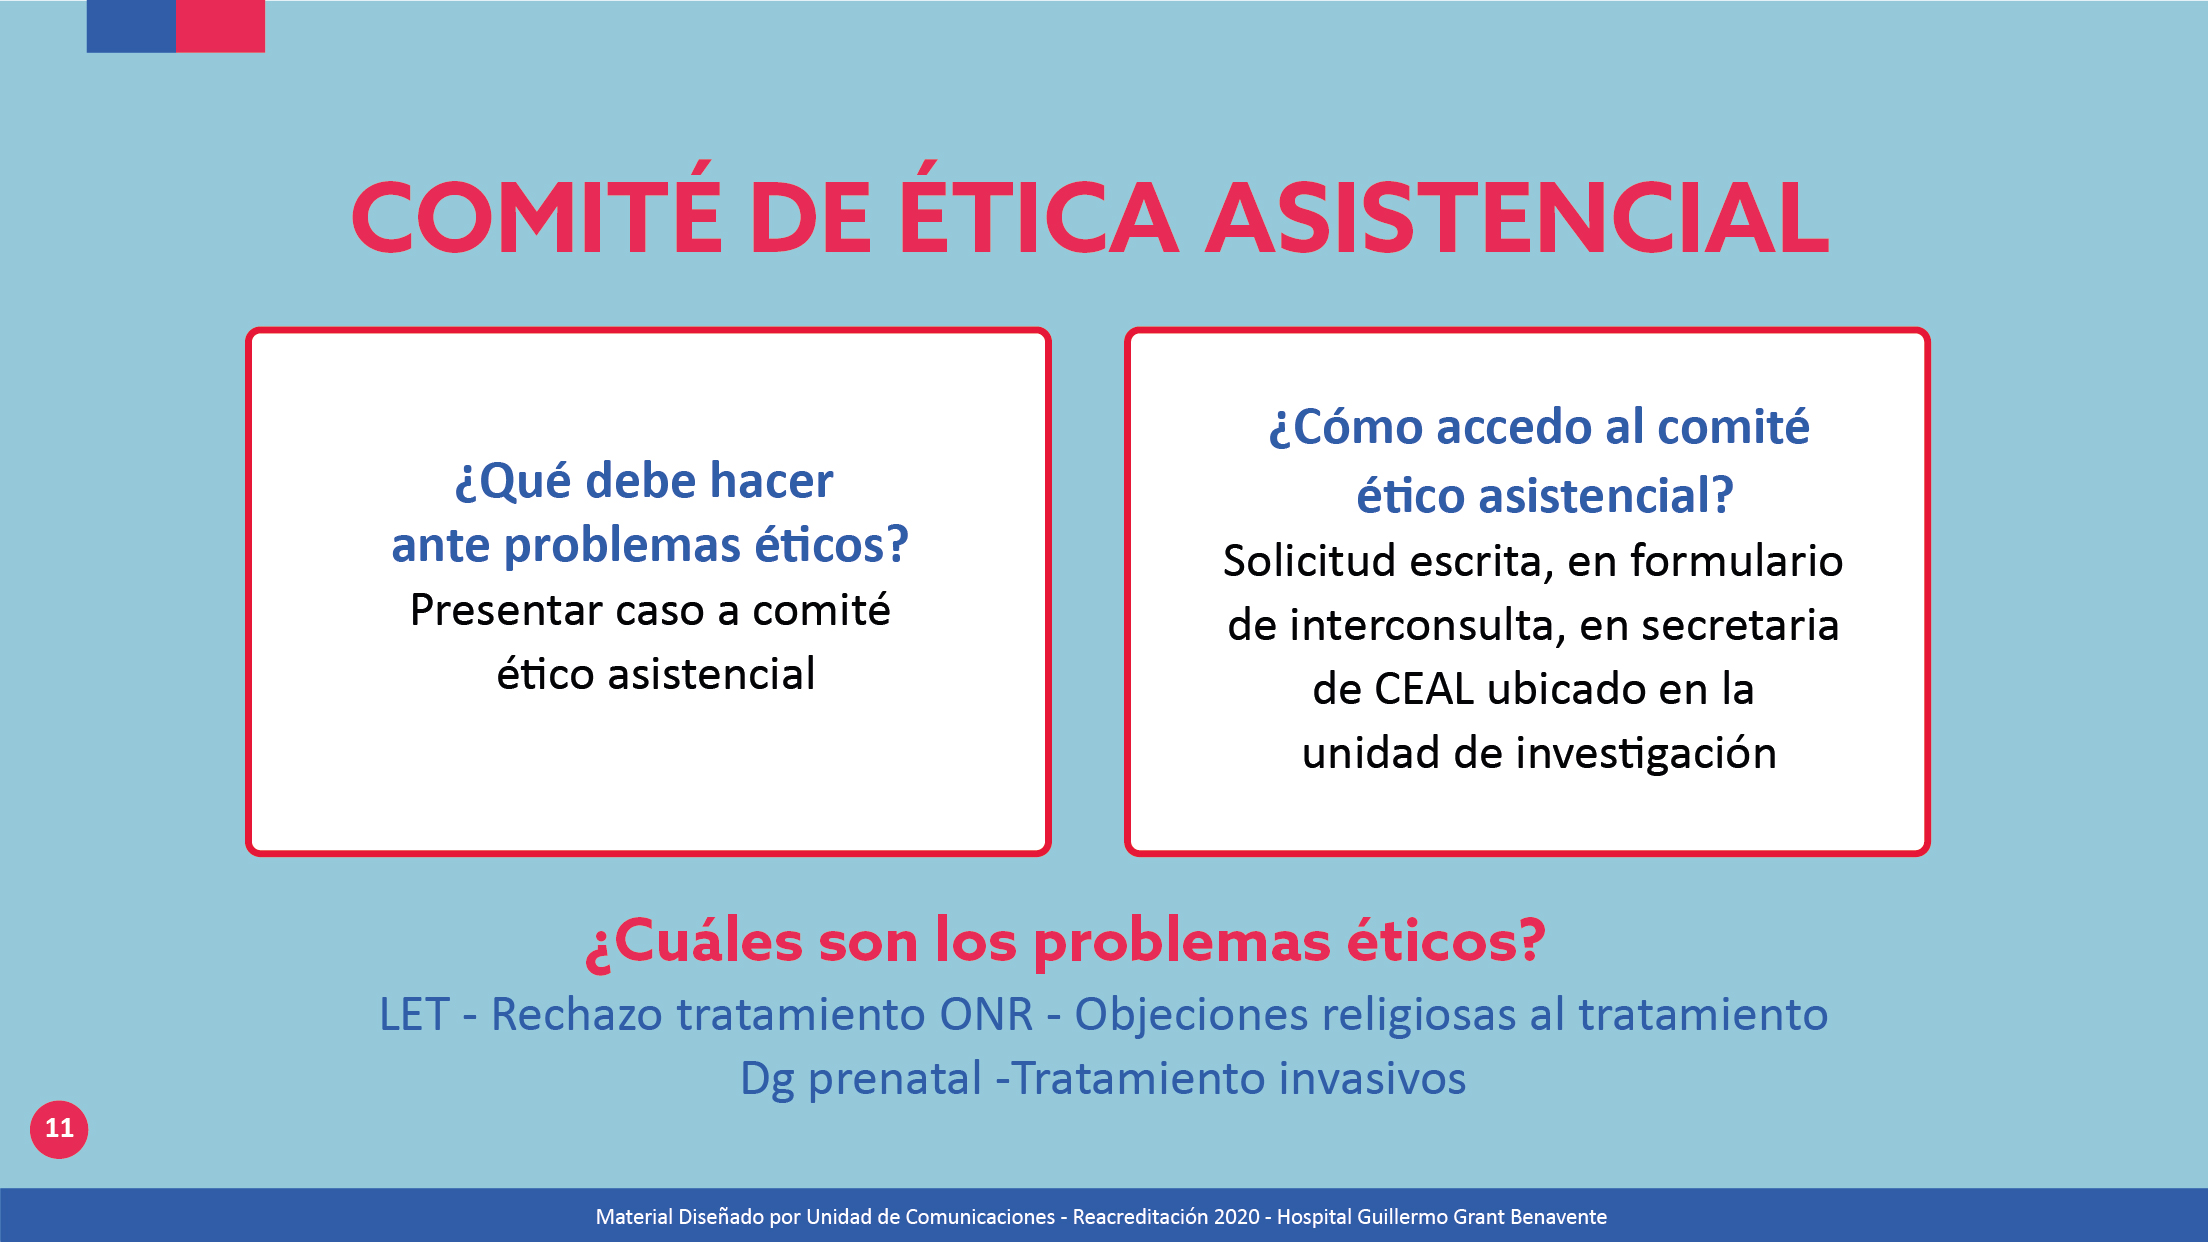 COMITÉ DE ÉTICA ASISTENCIAL
¿Qué debe hacer
ante problemas éticos?
Presentar caso a comité
ético asistencial
¿Cómo accedo al comité
ético asistencial?
Solicitud escrita, en formulario
de interconsulta, en secretaria
de CEAL ubicado en la
unidad de investigación
¿Cuáles son los problemas éticos?
LET - Rechazo tratamiento ONR - Objeciones religiosas al tratamiento
Dg prenatal -Tratamiento invasivos
11
Material Diseñado por Unidad de Comunicaciones - Reacreditación 2020 - Hospital Guillermo Grant Benavente